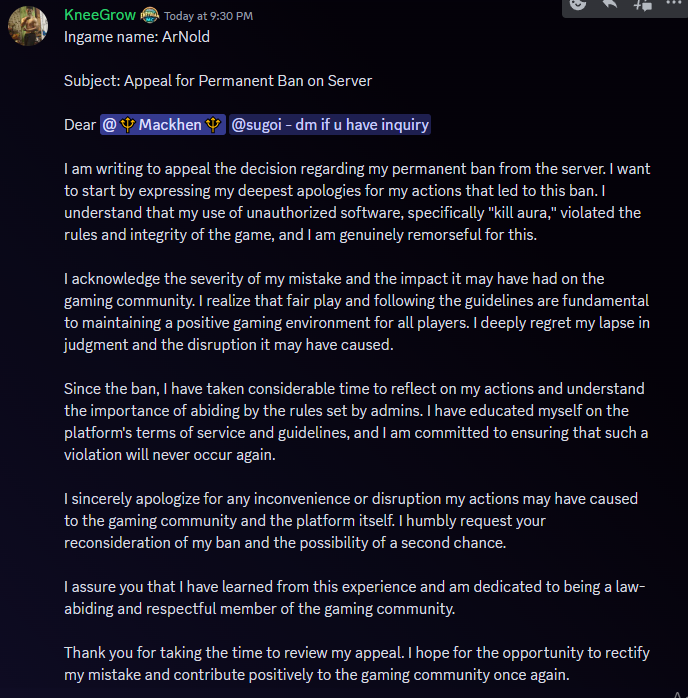 KneeGrow Today at 9:30 PM
Ingame name: ArNold
Subject: Appeal for Permanent Ban on Server
Dear @🔱 Mackhen 🔱 @sugoi - dm if u have inquiry
I am writing to appeal the decision regarding my permanent ban from the server. I want
to start by expressing my deepest apologies for my actions that led to this ban. I
understand that my use of unauthorized software, specifically "kill aura," violated the
rules and integrity of the game, and I am genuinely remorseful for this.
I acknowledge the severity of my mistake and the impact it may have had on the
gaming community. I realize that fair play and following the guidelines are fundamental
to maintaining a positive gaming environment for all players. I deeply regret my lapse in
judgment and the disruption it may have caused.
Since the ban, I have taken considerable time to reflect on my actions and understand
the importance of abiding by the rules set by admins. I have educated myself on the
platform's terms of service and guidelines, and I am committed to ensuring that such a
violation will never occur again.
I sincerely apologize for any inconvenience or disruption my actions may have caused
to the gaming community and the platform itself. I humbly request your
reconsideration of my ban and the possibility of a second chance.
I assure you that I have learned from this experience and am dedicated to being a law-
abiding and respectful member of the gaming community.
Thank you for taking the time to review my appeal. I hope for the opportunity to rectify
my mistake and contribute positively to the gaming community once again.